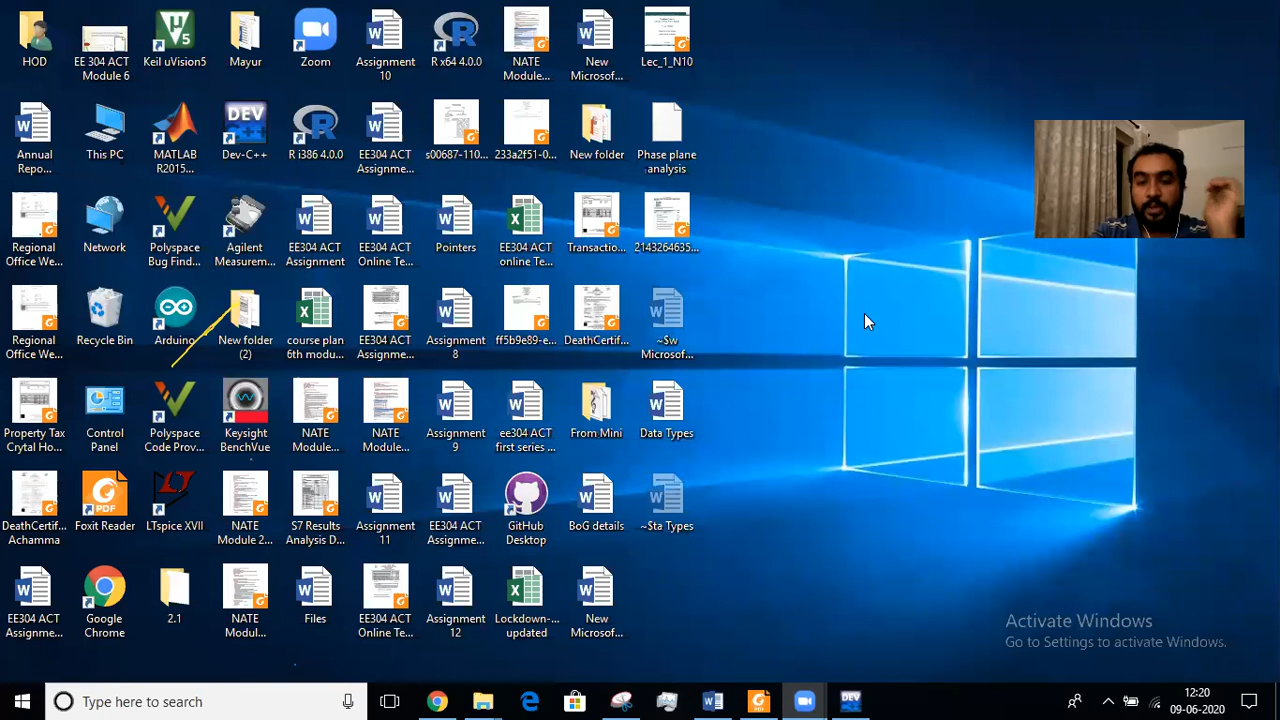 HOD
EE304 ACT
Module 6
Keil uVision5
Mayur
Zoom
Assignment
10
R x64 4.0.0
NATE
Module...
New
Microsof...
Lec_1_N10
Annual
Repo...
This PC
MATLAB
R2015...
DEV
Dev-C++
R i386 4.0.0
EE304 ACT
Assignme...
s00687-110...
233a2f51-0...
New folder
Phase plane
analysis
Regional
Office We...
Network
Polyspace
Bug Find...
Agilent
Measurem...
EE304 ACT
Assignment
EE304 ACT
Online Te...
Pointers
EE304 ACT
online Te...
Transactio...
2143264635...
Regional
Office We...
Recycle Bin
Arduino
New folder
(2)
course plan
6th modu...
EE304 ACT
Assignme...
Assignment
8
ff5b9e89-e...
DeathCertif...
~$w
Microsof...
Property Tax
Crytal Ho...
Control
Panel
Polyspace
Code Prov...
Keysight
BenchVue
NATE
Module...
NATE
Module...
Assignment
9
ee304 ACT
first series ...
From Mini
Data Types
DeathCertif...
Achamma
PDF
Foxit Reader
LTspice XVII
NATE
Module 2...
S7 Results
Analysis D...
Assignment
11
EE304 ACT
Assignme...
GitHub
Desktop
BoG details
~$ta Types
EE304 ACT
Assignme...
Google
Chrome
2.1
NATE
Modul...
Files
EE304 ACT
Online Te...
Assignment
12
Lockdown-...
updated
New
Microsof...
Activate Windows
Go to Settings to activate Windows.
Type here to search
PDF
DEV
12:20
09-06-2020